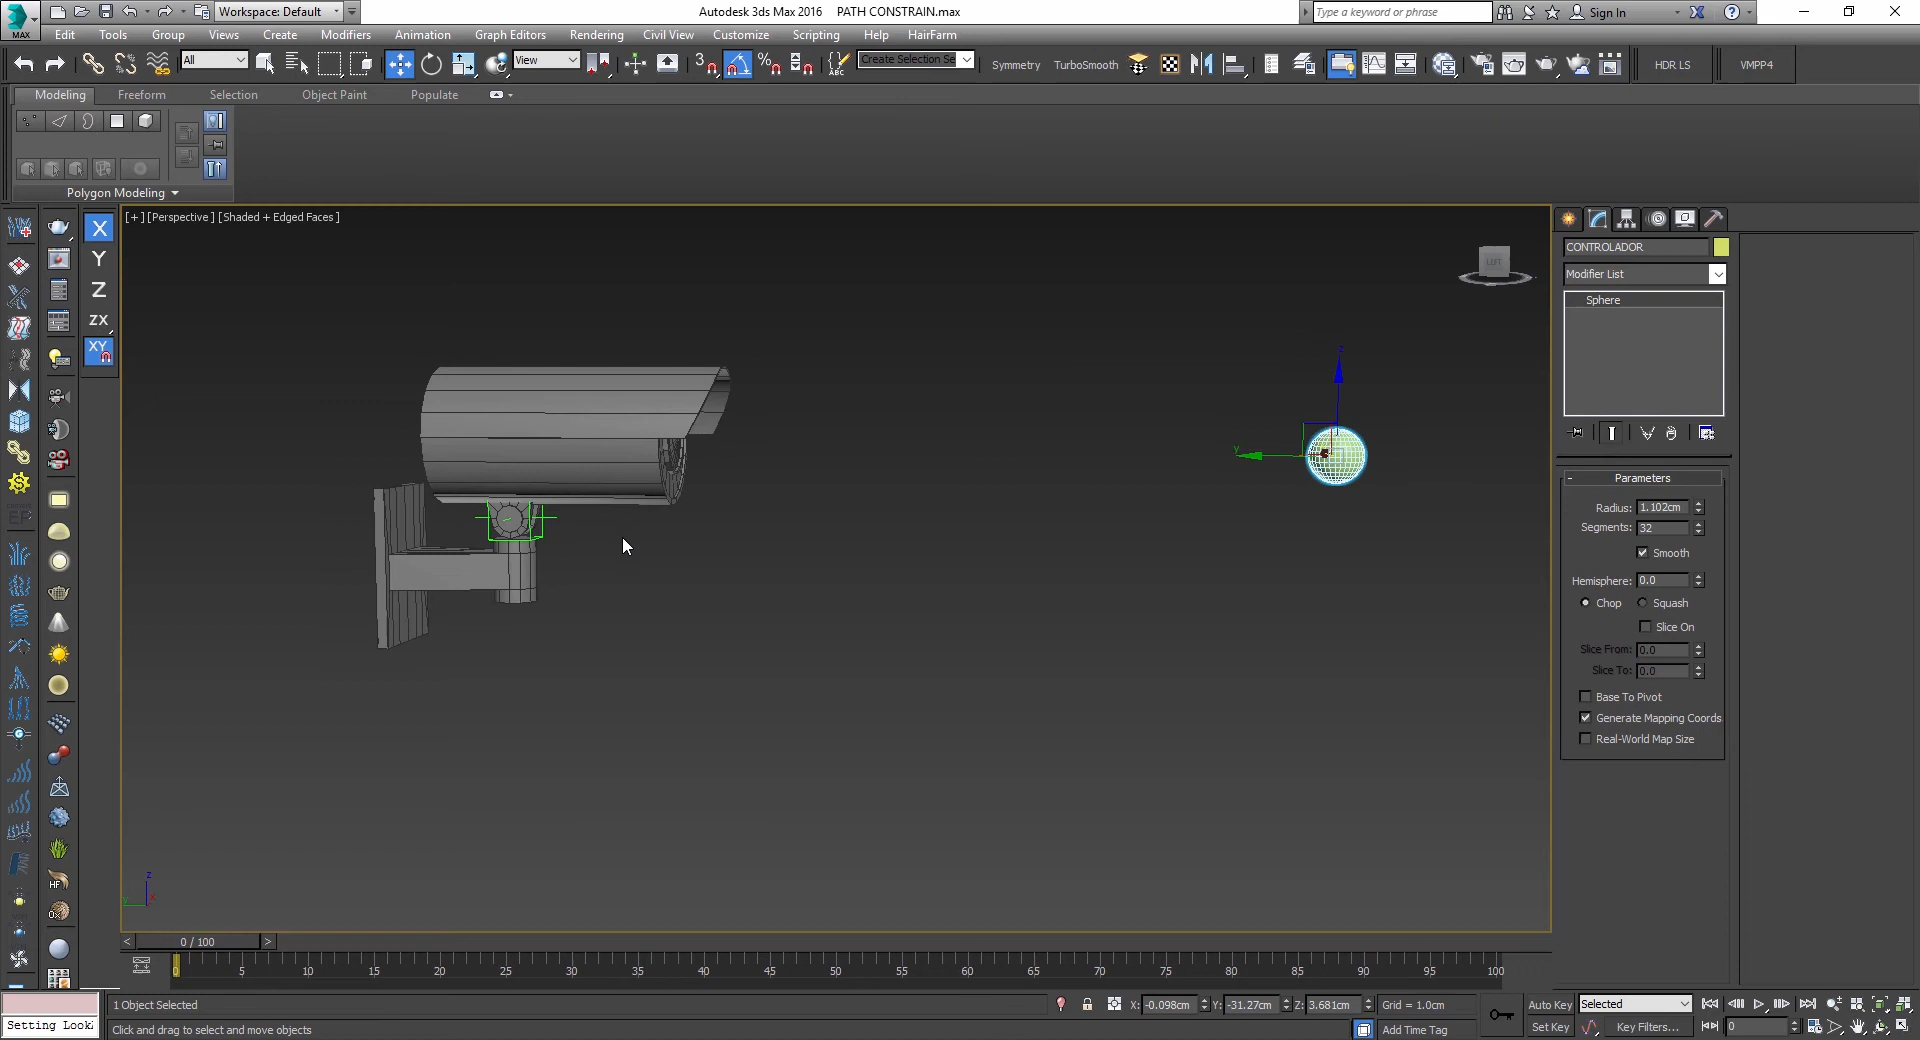 MAX
Workspace: Default
Autodesk 3ds Max 2016    PATH CONSTRAIN.max
Type a keyword or phrase
Sign In
Edit
Tools
Group
Views
Create
Modifiers
Animation
Graph Editors
Rendering
Civil View
Customize
Scripting
Help
HairFarm
All
View
3
%
ABC
Create Selection Se
Symmetry
TurboSmooth
HDR LS
VMPP4
Modeling
Freeform
Selection
Object Paint
Populate
Polygon Modeling
X
Y
Z
ZX
XY
EP
HF
[+] [Perspective] [Shaded + Edged Faces]
LEFT
z
y
z
y
x
CONTROLADOR
Modifier List
Sphere
- Parameters
Radius: 1.102cm
Segments: 32
Smooth
Hemisphere: 0.0
Chop
Squash
Slice On
Slice From: 0.0
Slice To: 0.0
Base To Pivot
Generate Mapping Coords
Real-World Map Size
< 0 / 100 >
0 5 10 15 20 25 30 35 40 45 50 55 60 65 70 75 80 85 90 95 100
1 Object Selected
X: -0.098cm Y: -31.27cm Z: 3.681cm Grid = 1.0cm
Auto Key
Selected
Setting Looki
Click and drag to select and move objects
Add Time Tag
Set Key
Key Filters...
0